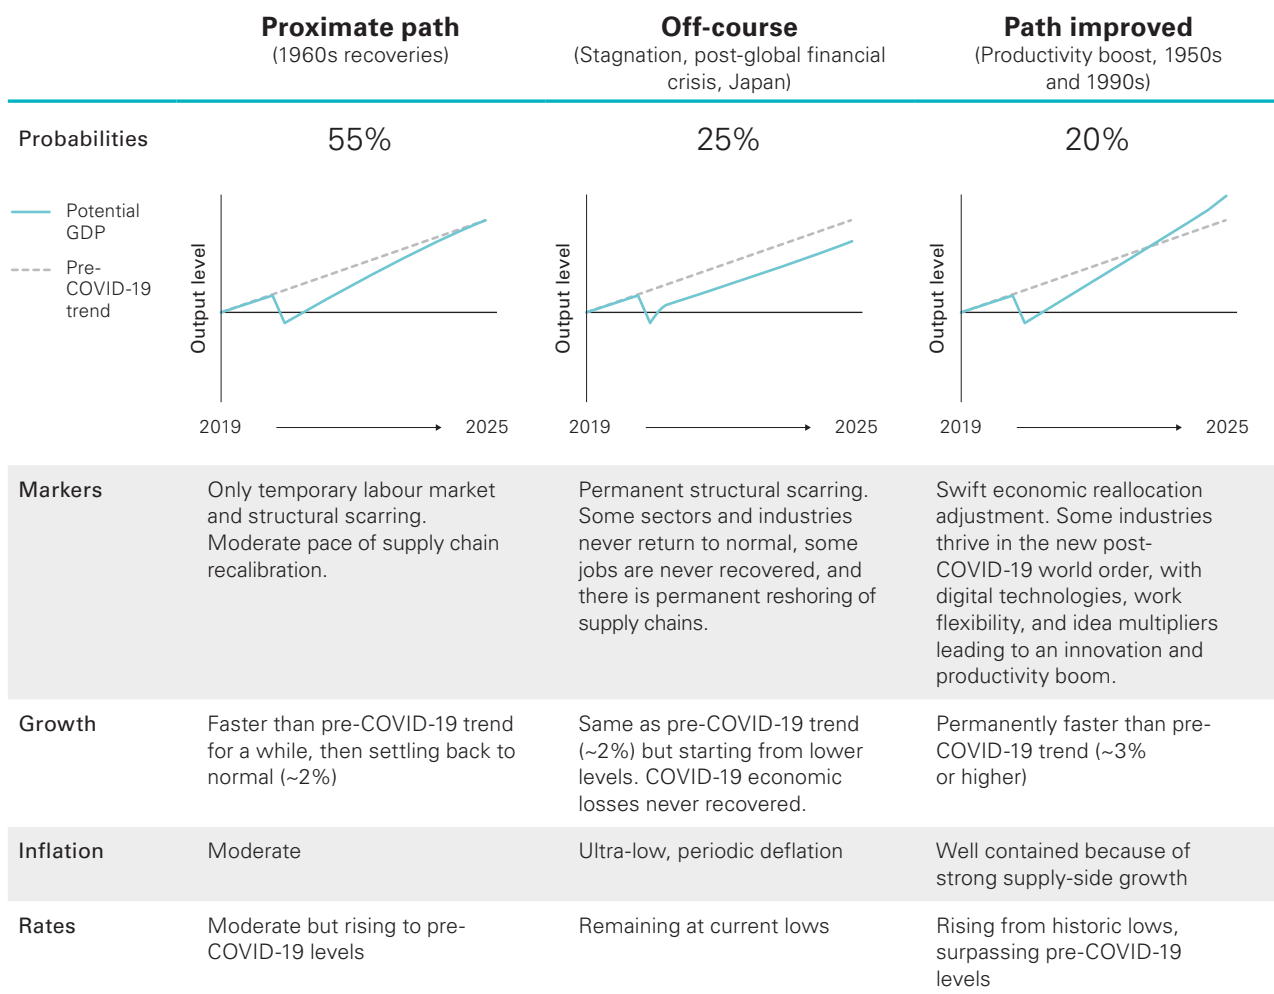 Proximate path
(1960s recoveries)
Off-course
(Stagnation, post-global financial
crisis, Japan)
Path improved
(Productivity boost, 1950s
and 1990s)
Probabilities
55%
25%
20%
Potential
GDP
Pre-
COVID-19
trend
Output level
2019
2025
Output level
2019
2025
Output level
2019
2025
Markers
Only temporary labour market
and structural scarring.
Moderate pace of supply chain
recalibration.
Permanent structural scarring.
Some sectors and industries
never return to normal, some
jobs are never recovered, and
there is permanent reshoring of
supply chains.
Swift economic reallocation
adjustment. Some industries
thrive in the new post-
COVID-19 world order, with
digital technologies, work
flexibility, and idea multipliers
leading to an innovation and
productivity boom.
Growth
Faster than pre-COVID-19 trend
for a while, then settling back to
normal (~2%)
Same as pre-COVID-19 trend
(~2%) but starting from lower
levels. COVID-19 economic
losses never recovered.
Permanently faster than pre-
COVID-19 trend (~3%
or higher)
Inflation
Moderate
Ultra-low, periodic deflation
Well contained because of
strong supply-side growth
Rates
Moderate but rising to pre-
COVID-19 levels
Remaining at current lows
Rising from historic lows,
surpassing pre-COVID-19
levels